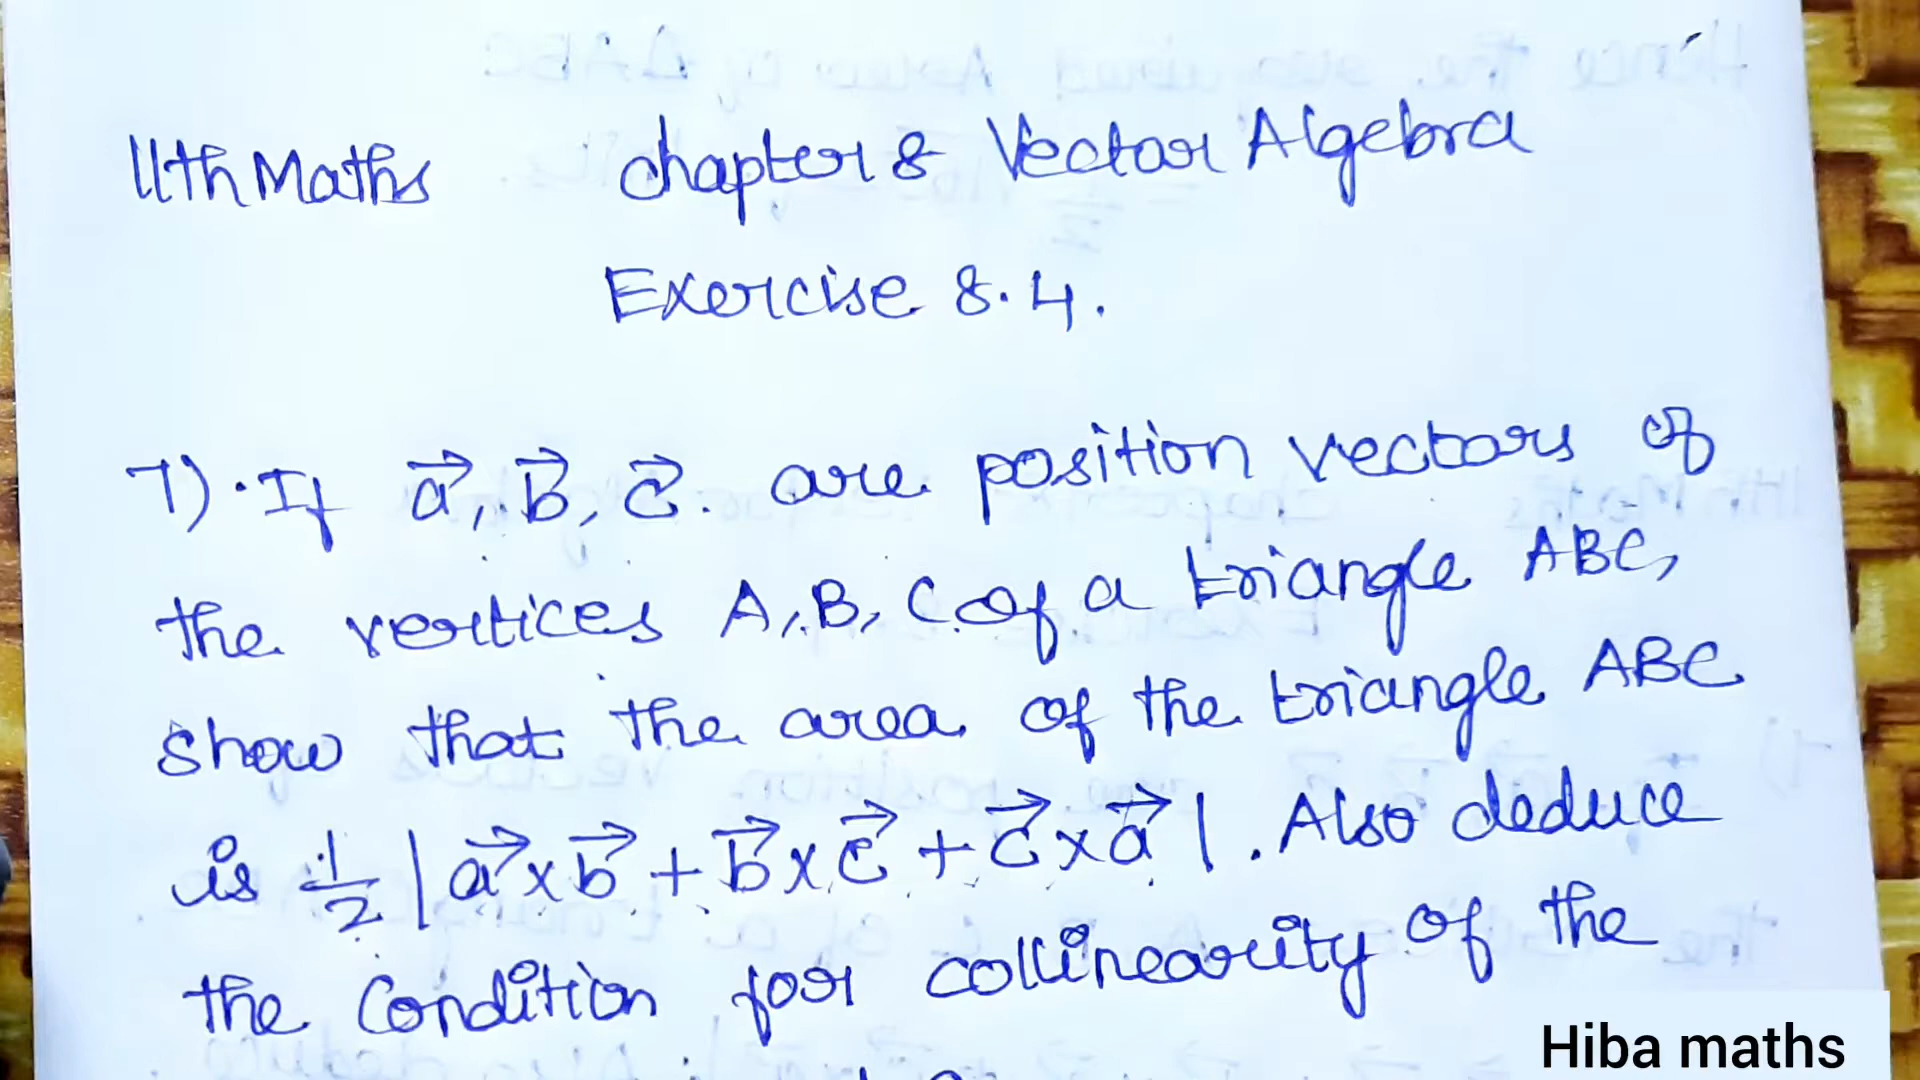 11th Maths chapter 8 Vector Algebra
Exercise 8.4.
7). If a⃗, b⃗, c⃗. are position vectors of
the vertices A, B, C of a triangle ABC,
show that the area of the triangle ABC
is 1/2 | a⃗ × b⃗ + b⃗ × c⃗ + c⃗ × a⃗ |. Also deduce
the condition for collinearity of the
Hiba maths